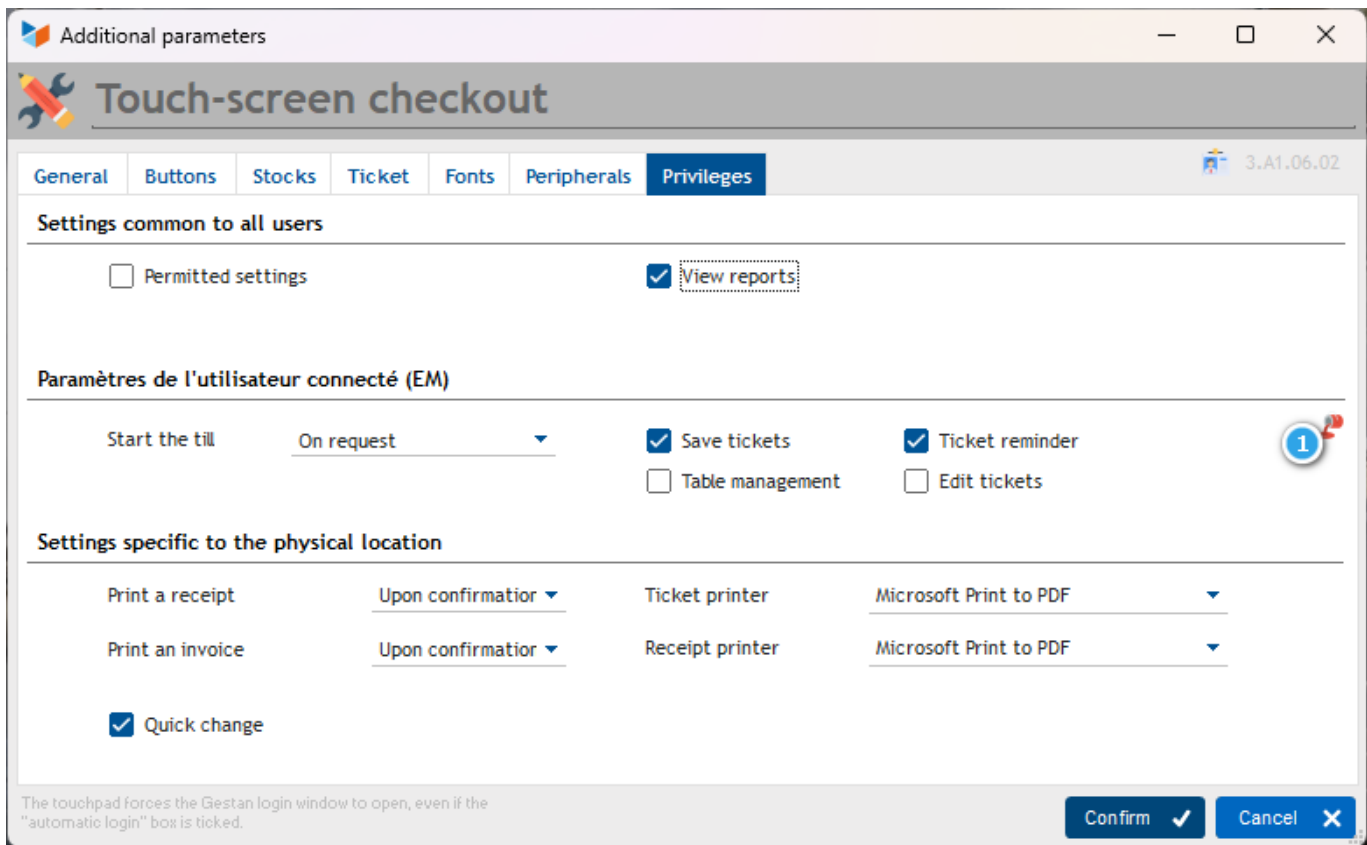 Additional parameters
Touch-screen checkout
General Buttons Stocks Ticket Fonts Peripherals Privileges
3.A1.06.02
Settings common to all users
Permitted settings View reports
Paramètres de l'utilisateur connecté (EM)
Start the till On request Save tickets Ticket reminder
1
Table management Edit tickets
Settings specific to the physical location
Print a receipt Upon confirmation Ticket printer Microsoft Print to PDF
Print an invoice Upon confirmation Receipt printer Microsoft Print to PDF
Quick change
The touchpad forces the Gestan login window to open, even if the
"automatic login" box is ticked.
Confirm Cancel